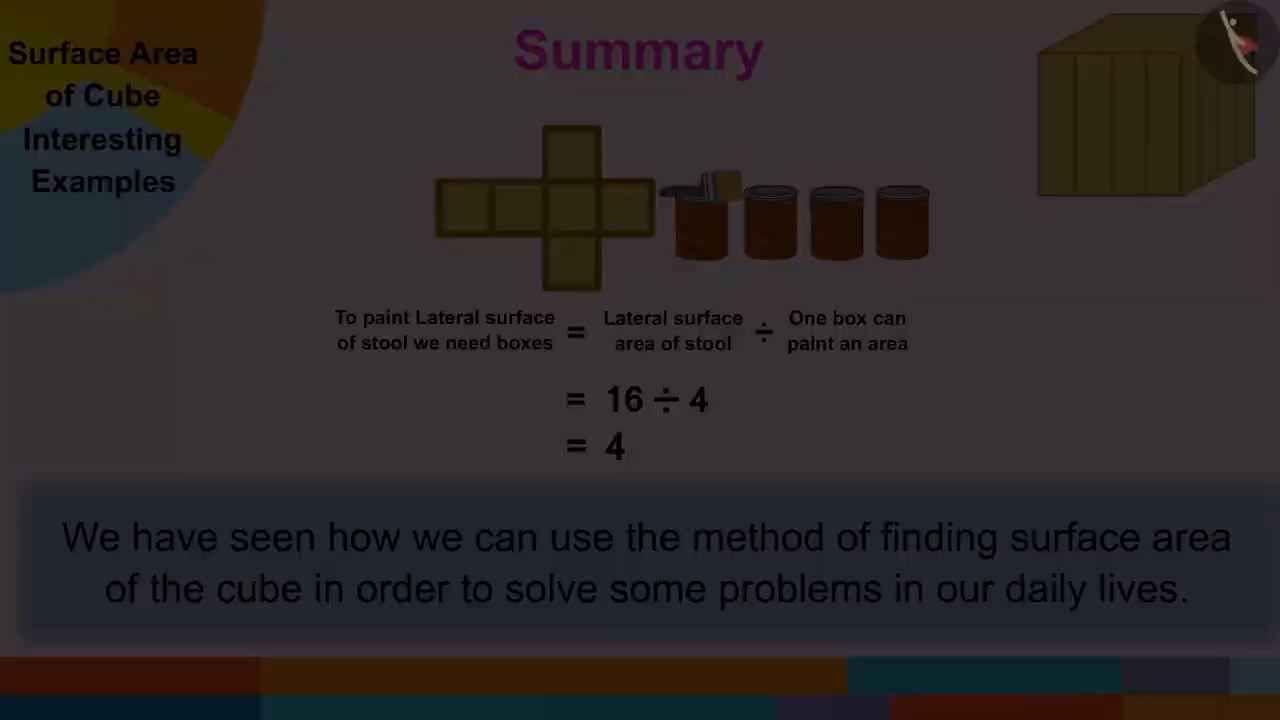 Surface Area
of Cube
Interesting
Examples
Summary
To paint Lateral surface
of stool we need boxes
=
Lateral surface
area of stool
÷
One box can
paint an area
= 16 ÷ 4
= 4
We have seen how we can use the method of finding surface area
of the cube in order to solve some problems in our daily lives.